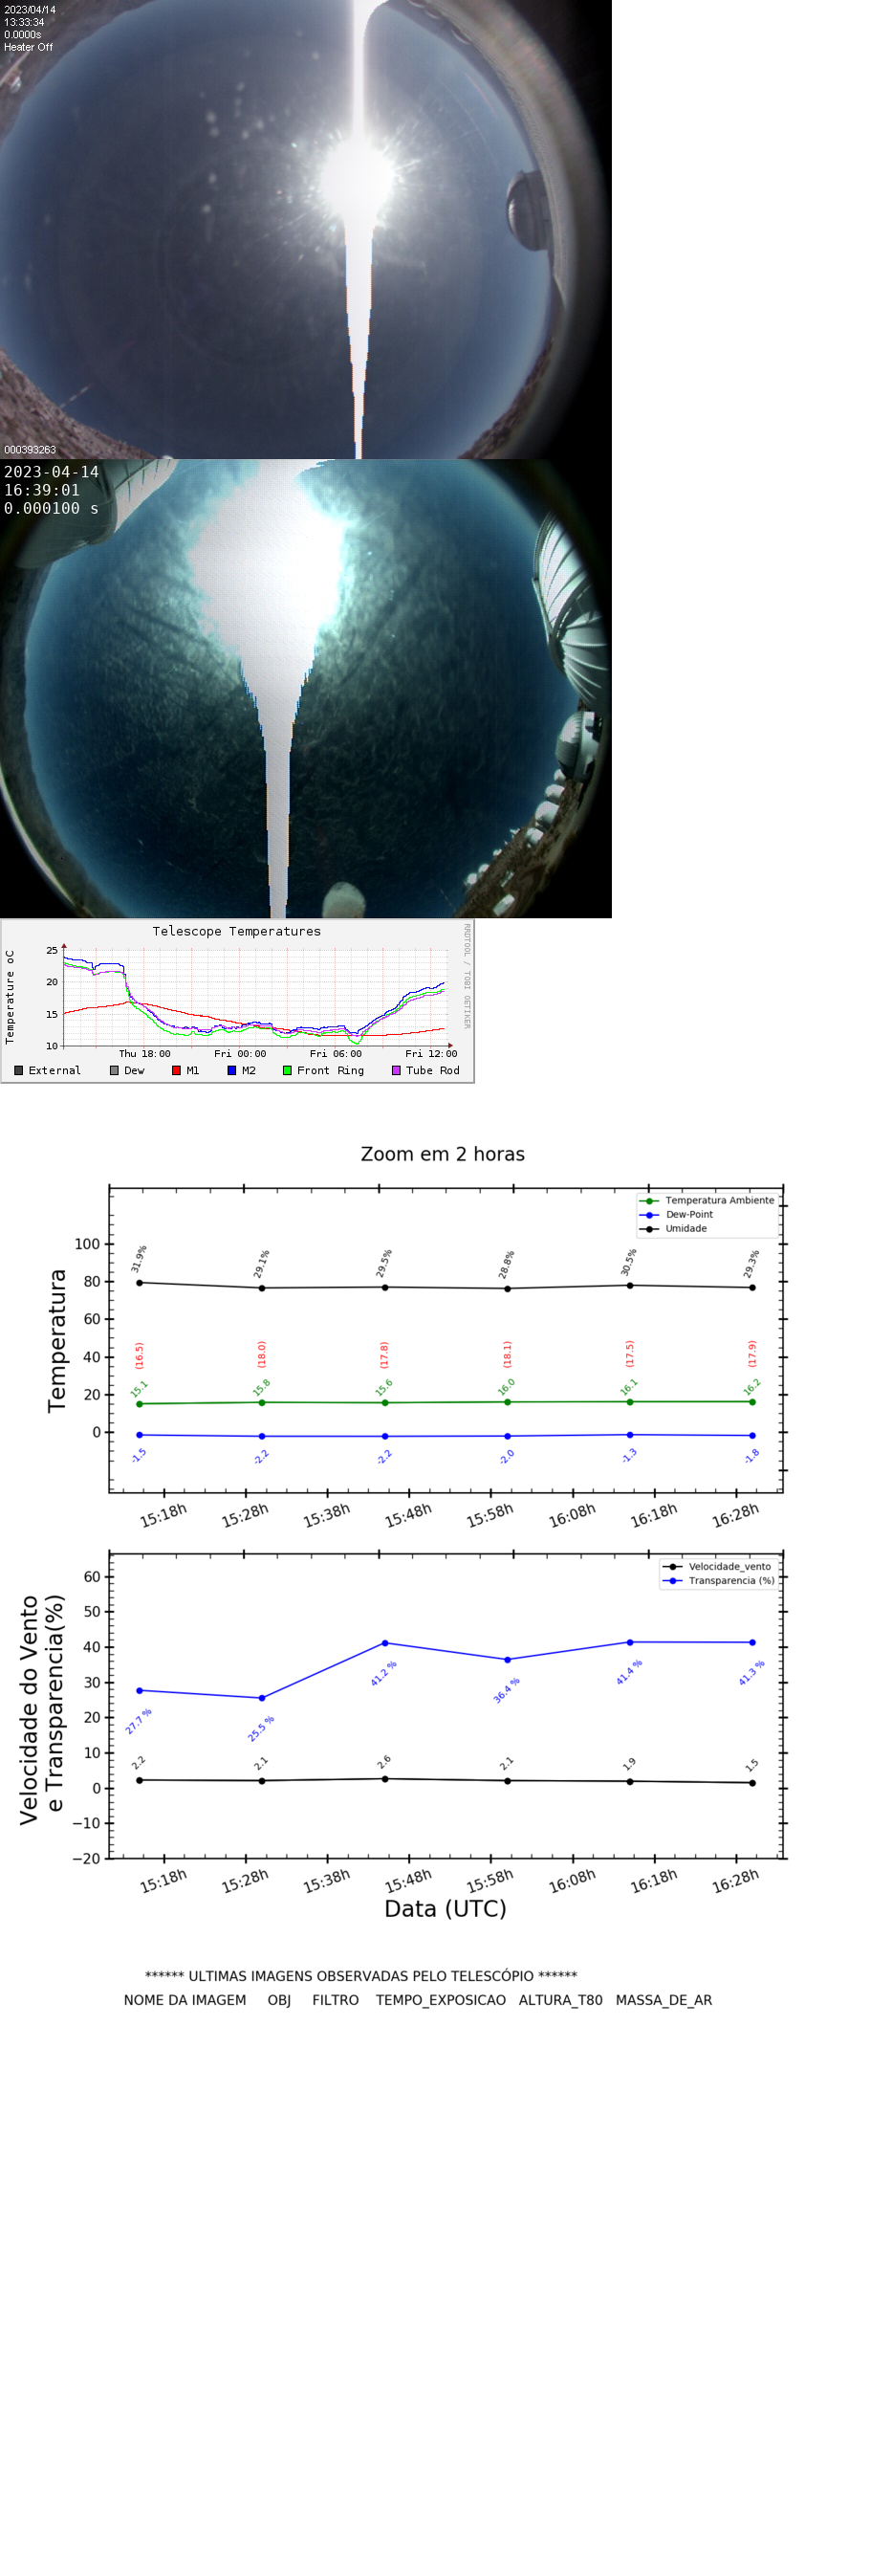 2023/04/14
13:33:34
0.0000s
Heater Off
000393263
2023-04-14
16:39:01
0.000100 s
Telescope Temperatures
RRDTOOL / TOBI OETIKER
Temperature oC
25
20
15
10
Thu 18:00 Fri 00:00 Fri 06:00 Fri 12:00
External Dew M1 M2 Front Ring Tube Rod
Zoom em 2 horas
Temperatura Ambiente
Dew-Point
Umidade
Temperatura
100
80
60
40
20
0
31.9% 29.1% 29.5% 28.8% 30.5% 29.3%
(16.5) (18.0) (17.8) (18.1) (17.5) (17.9)
15.1 15.8 15.6 16.0 16.1 16.2
-1.5 -2.2 -2.2 -2.0 -1.3 -1.8
15:18h 15:28h 15:38h 15:48h 15:58h 16:08h 16:18h 16:28h
Velocidade_vento
Transparencia (%)
Velocidade do Vento
e Transparencia(%)
60
50
40
30
20
10
0
−10
−20
27.7 % 25.5 % 41.2 % 36.4 % 41.4 % 41.3 %
2.2 2.1 2.6 2.1 1.9 1.5
15:18h 15:28h 15:38h 15:48h 15:58h 16:08h 16:18h 16:28h
Data (UTC)
****** ULTIMAS IMAGENS OBSERVADAS PELO TELESCÓPIO ******
NOME DA IMAGEM OBJ FILTRO TEMPO_EXPOSICAO ALTURA_T80 MASSA_DE_AR